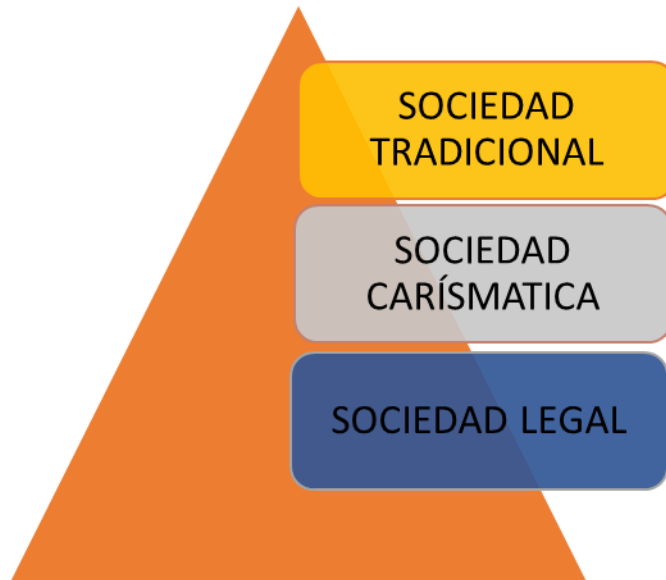 SOCIEDAD
TRADICIONAL
SOCIEDAD
CARÍSMATICA
SOCIEDAD LEGAL